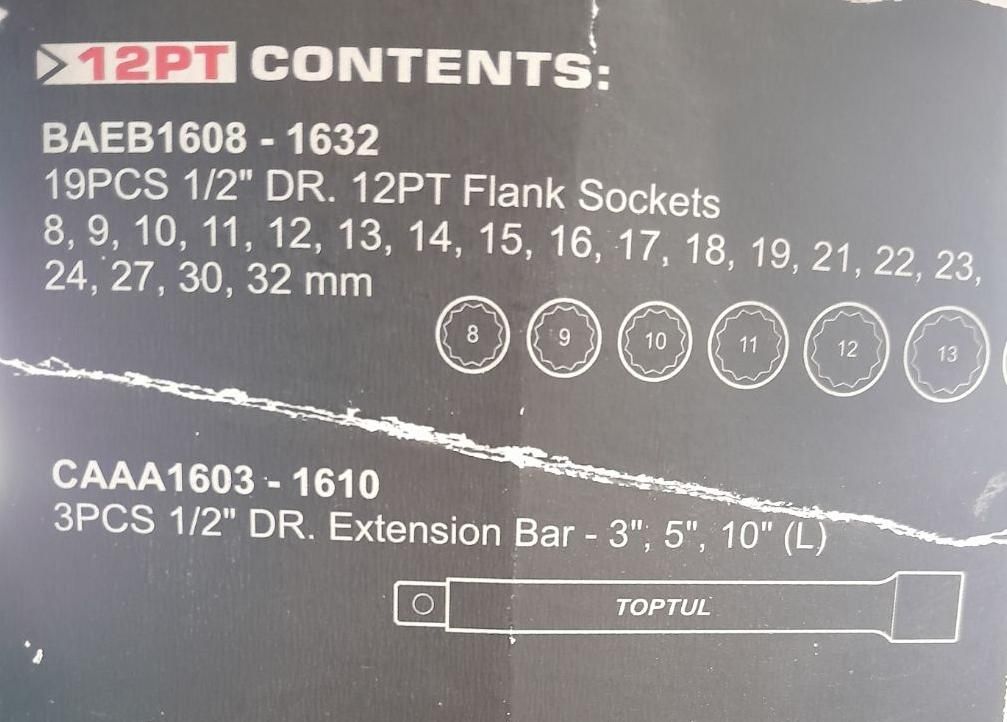 12PT CONTENTS:
BAEB1608 - 1632
19PCS 1/2" DR. 12PT Flank Sockets
8, 9, 10, 11, 12, 13, 14, 15, 16, 17, 18, 19, 21, 22, 23,
24, 27, 30, 32 mm
8 9 10 11 12 13
CAAA1603 - 1610
3PCS 1/2" DR. Extension Bar - 3", 5", 10" (L)
TOPTUL